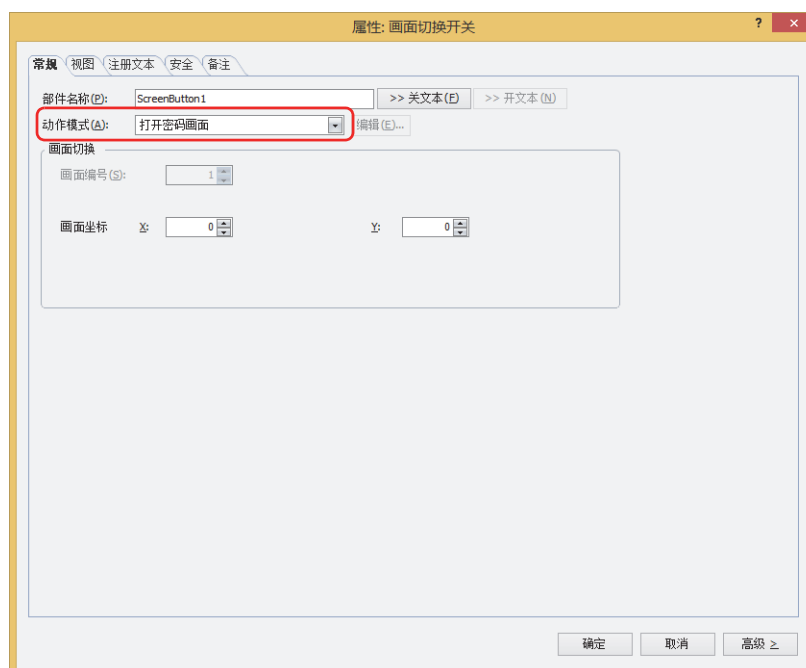 属性: 画面切换开关
?
×
常规 视图 注册文本 安全 备注
部件名称(P): ScreenButton1 >> 关文本(F) >> 开文本(N)
动作模式(A): 打开密码画面 编辑(E)...
画面切换
画面编号(S): 1
画面坐标 X: 0 Y: 0
确定 取消 高级 ≥